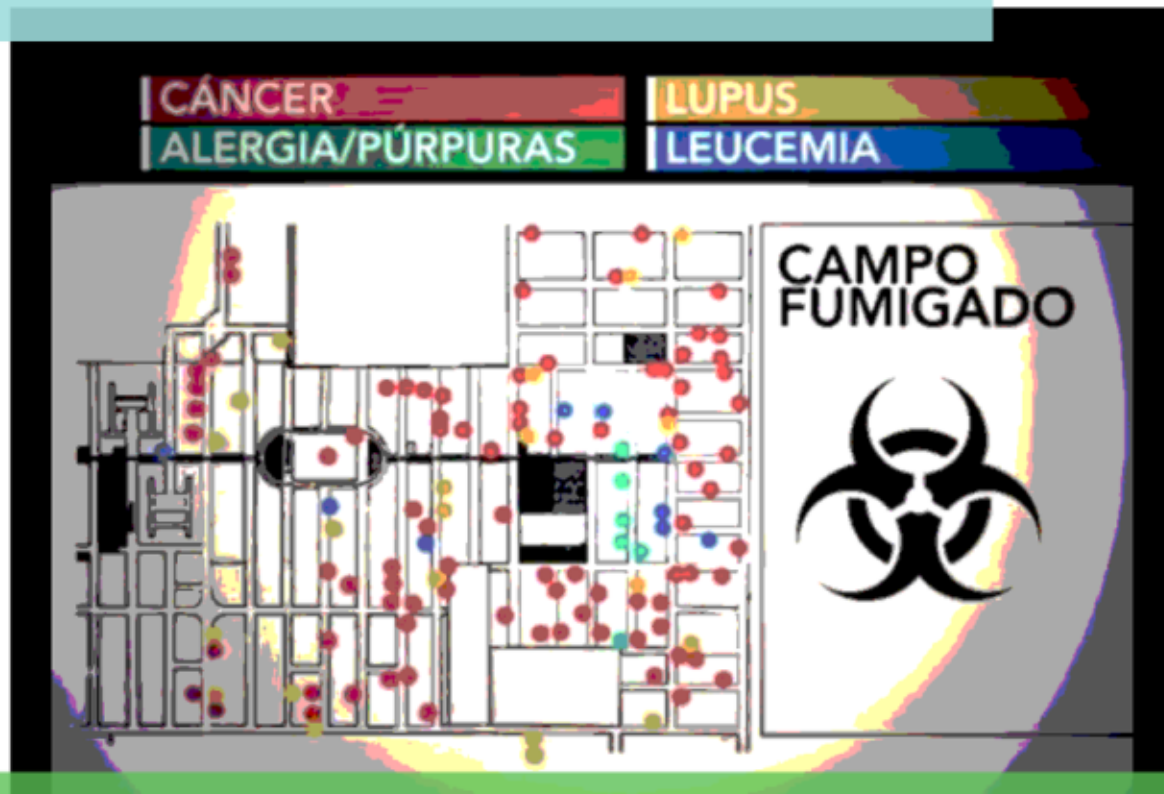 CÁNCER
LUPUS
ALERGIA/PÚRPURAS
LEUCEMIA
CAMPO
FUMIGADO